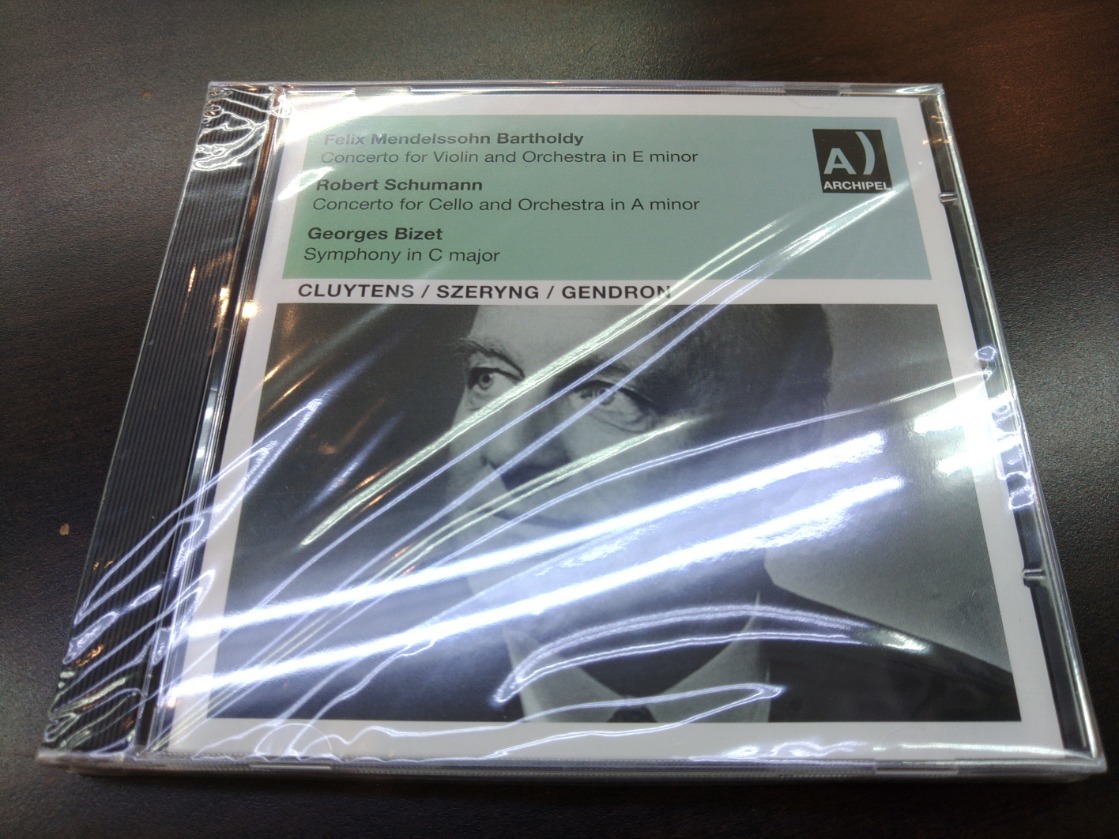 Felix Mendelssohn Bartholdy
Concerto for Violin and Orchestra in E minor
Robert Schumann
Concerto for Cello and Orchestra in A minor
Georges Bizet
Symphony in C major
A)
ARCHIPEL
CLUYTENS / SZERYNG / GENDRON